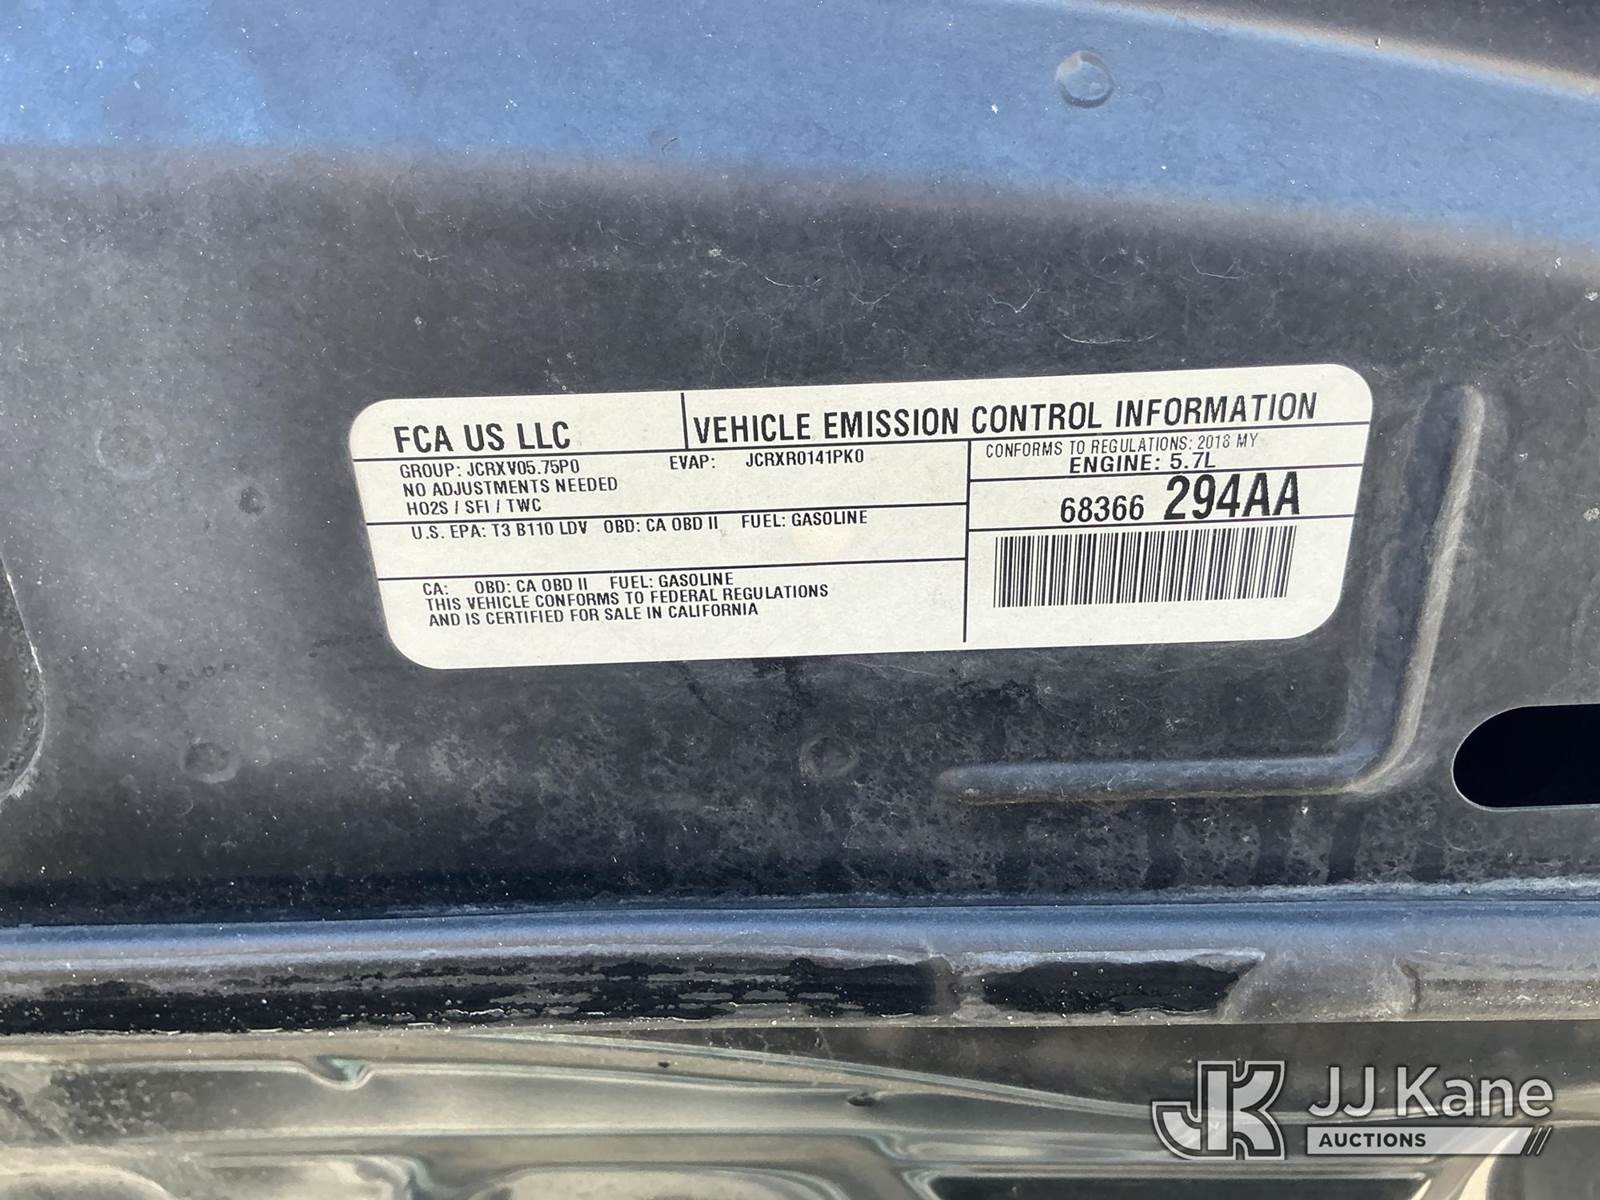 FCA US LLC
VEHICLE EMISSION CONTROL INFORMATION
GROUP: JCRXV05.75P0 EVAP: JCRXR0141PK0
NO ADJUSTMENTS NEEDED
HO2S / SFI / TWC
CONFORMS TO REGULATIONS: 2018 MY
ENGINE: 5.7L
68366 294AA
U.S. EPA: T3 B110 LDV OBD: CA OBD II FUEL: GASOLINE
CA: OBD: CA OBD II FUEL: GASOLINE
THIS VEHICLE CONFORMS TO FEDERAL REGULATIONS
AND IS CERTIFIED FOR SALE IN CALIFORNIA
JK JJ Kane
AUCTIONS